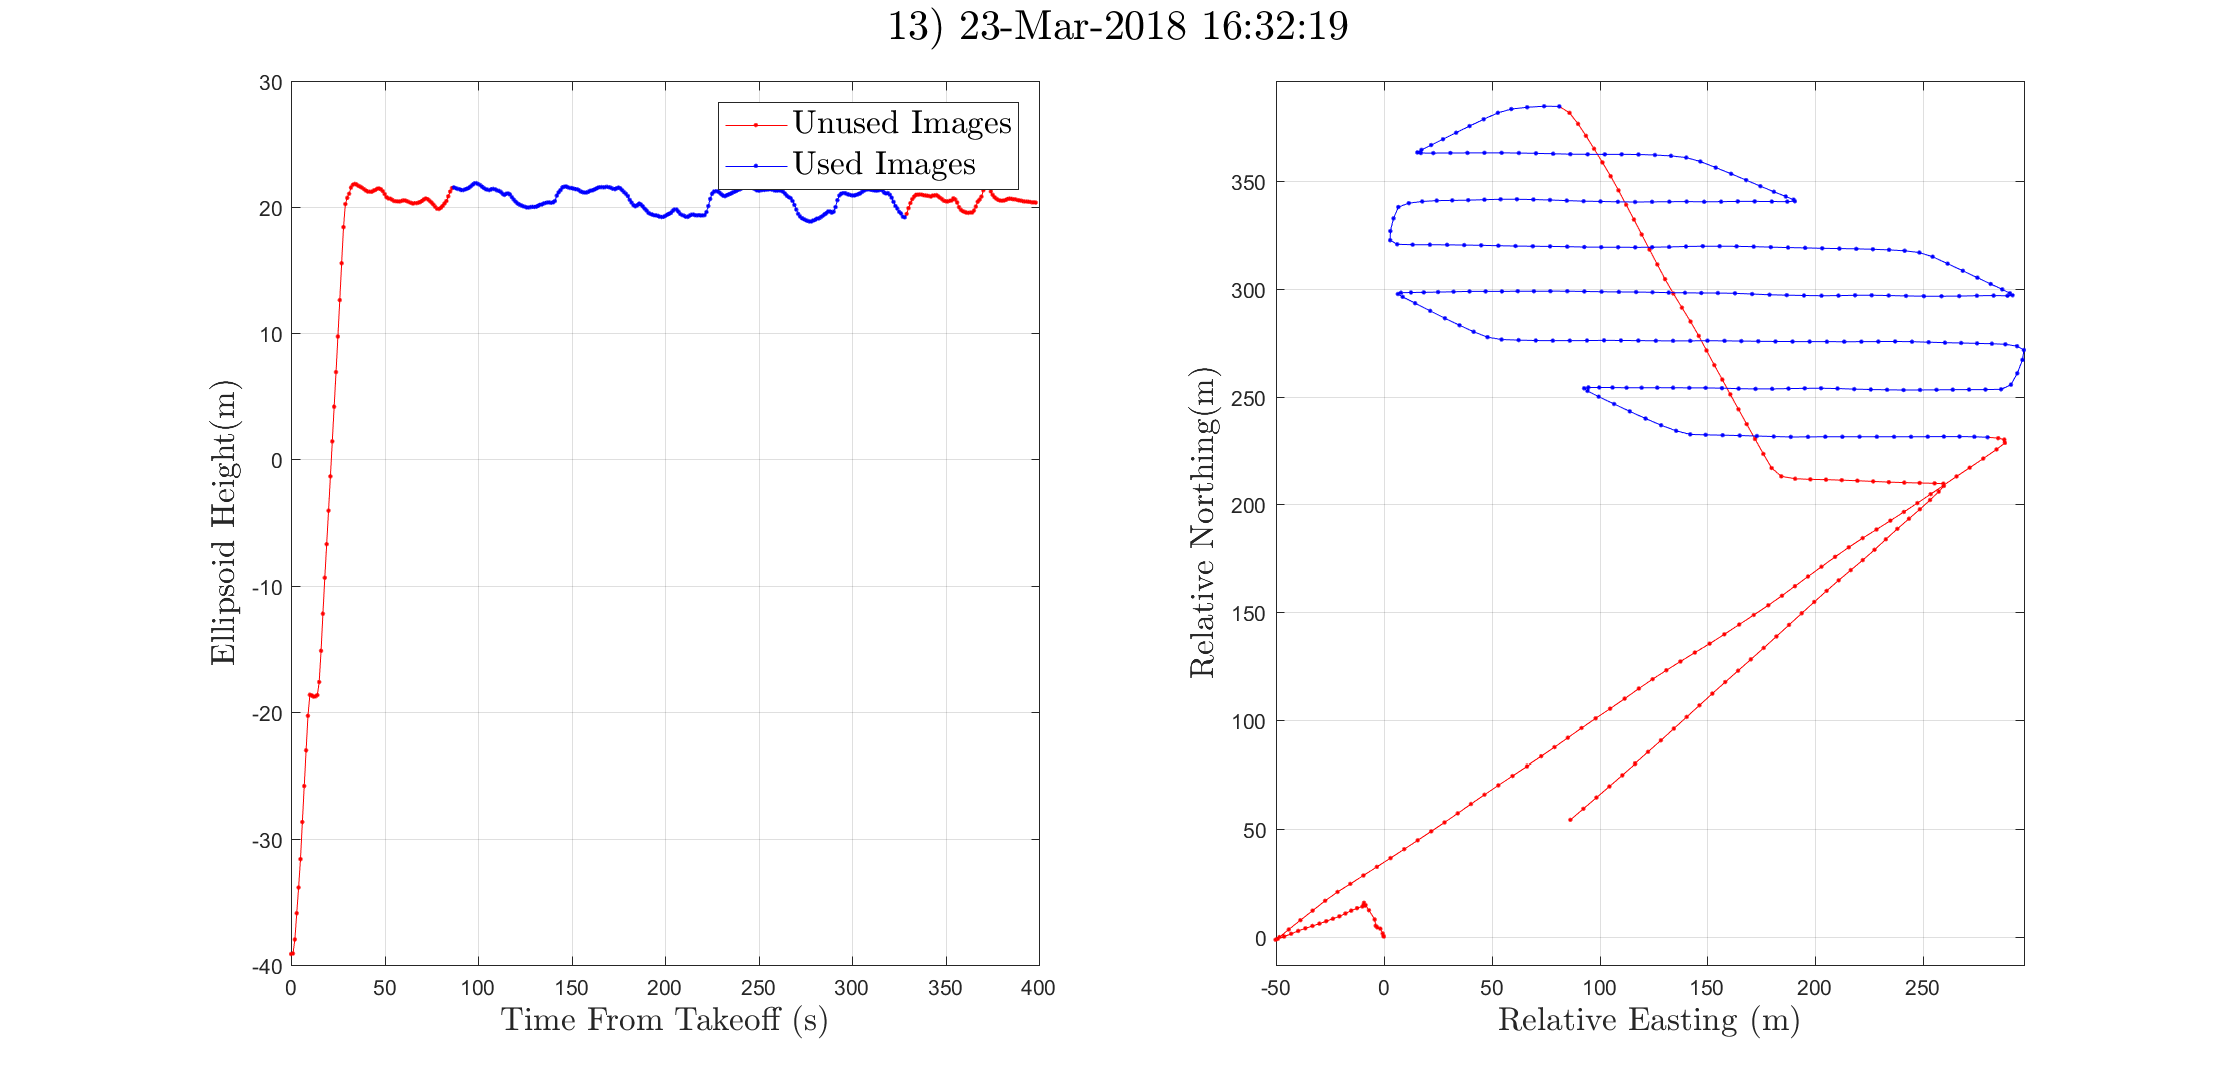 13) 23-Mar-2018 16:32:19
30
20
10
0
-10
-20
-30
-40
0 50 100 150 200 250 300 350 400
Ellipsoid Height(m)
Time From Takeoff (s)
Unused Images
Used Images
350
300
250
200
150
100
50
0
-50 0 50 100 150 200 250
Relative Northing(m)
Relative Easting (m)